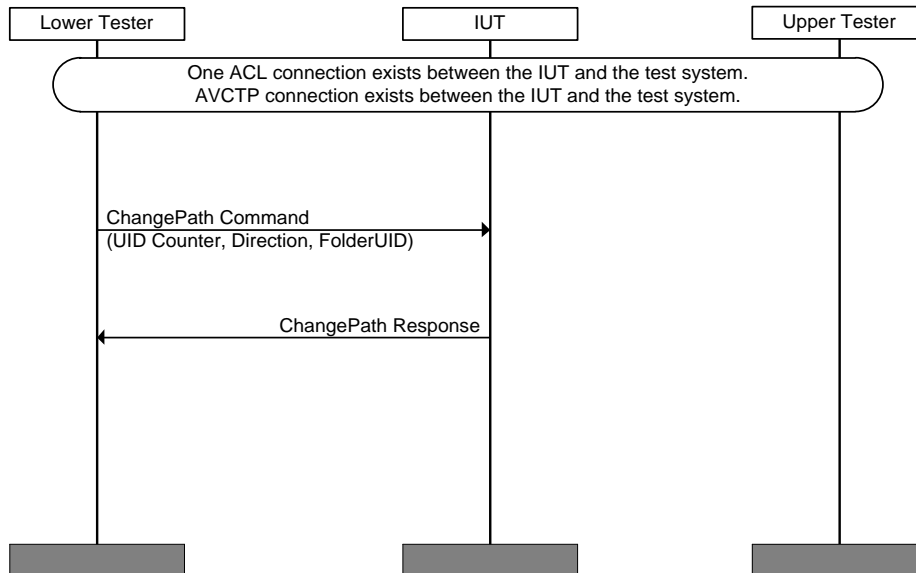 Lower Tester
IUT
Upper Tester
One ACL connection exists between the IUT and the test system.
AVCTP connection exists between the IUT and the test system.
ChangePath Command
(UID Counter, Direction, FolderUID)
ChangePath Response